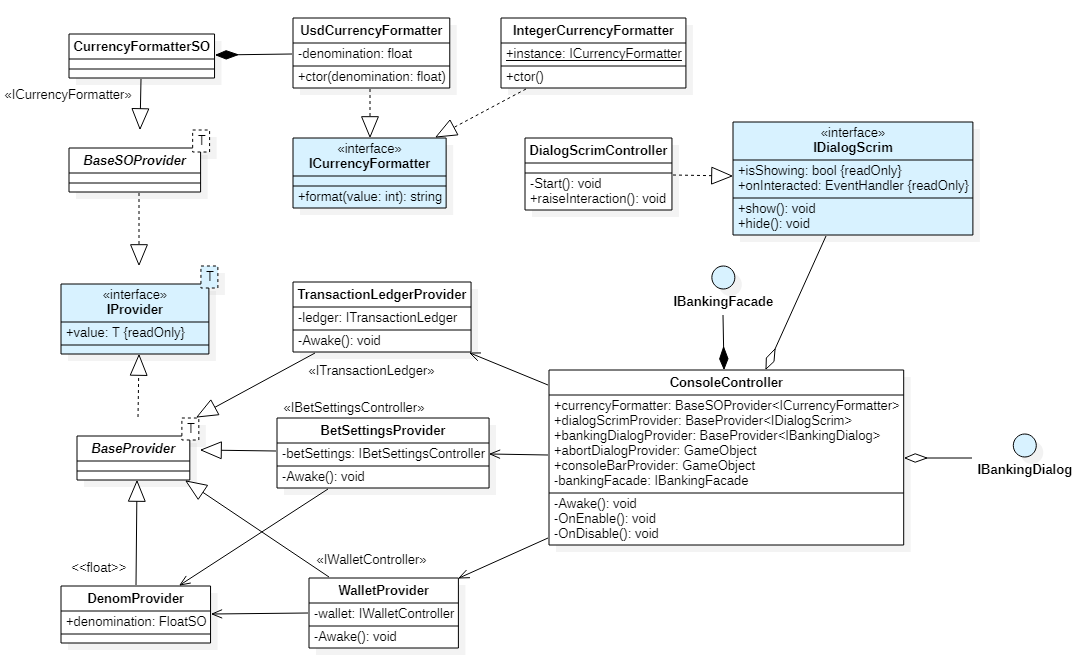 CurrencyFormatterSO
«ICurrencyFormatter»
UsdCurrencyFormatter
-denomination: float
+ctor(denomination: float)
IntegerCurrencyFormatter
+instance: ICurrencyFormatter
+ctor()
T
BaseSOProvider
«interface»
ICurrencyFormatter
+format(value: int): string
DialogScrimController
-Start(): void
+raiseInteraction(): void
«interface»
IDialogScrim
+isShowing: bool {readOnly}
+onInteracted: EventHandler {readOnly}
+show(): void
+hide(): void
T
«interface»
IProvider
+value: T {readOnly}
TransactionLedgerProvider
-ledger: ITransactionLedger
-Awake(): void
«ITransactionLedger»
IBankingFacade
«IBetSettingsController»
T
BaseProvider
BetSettingsProvider
-betSettings: IBetSettingsController
-Awake(): void
ConsoleController
+currencyFormatter: BaseSOProvider<ICurrencyFormatter>
+dialogScrimProvider: BaseProvider<IDialogScrim>
+bankingDialogProvider: BaseProvider<IBankingDialog>
+abortDialogProvider: GameObject
+consoleBarProvider: GameObject
-bankingFacade: IBankingFacade
-Awake(): void
-OnEnable(): void
-OnDisable(): void
IBankingDialog
<<float>>
«IWalletController»
DenomProvider
+denomination: FloatSO
WalletProvider
-wallet: IWalletController
-Awake(): void